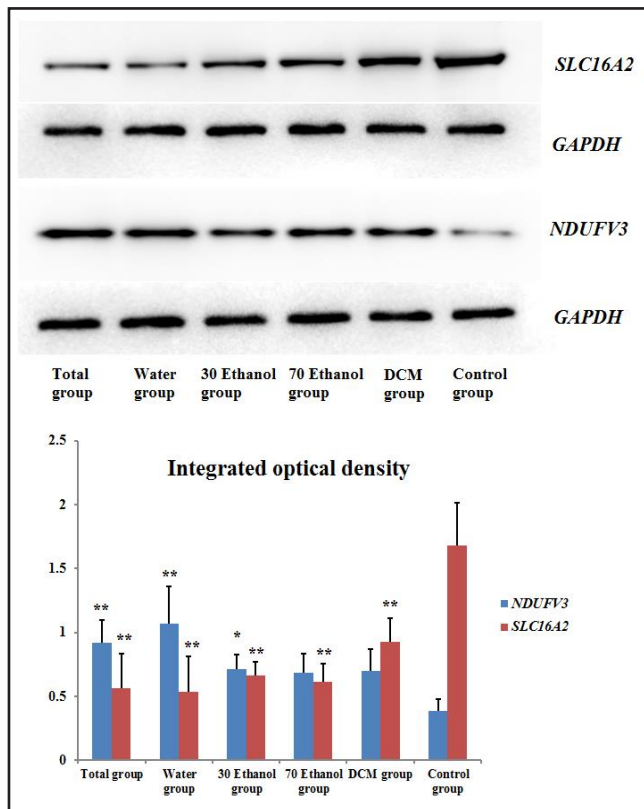 SLC16A2
GAPDH
NDUFV3
GAPDH
Total group
Water group
30 Ethanol group
70 Ethanol group
DCM group
Control group
Integrated optical density
2.5
2
1.5
1
0.5
0
**
**
**
**
*
**
**
**
NDUFV3
SLC16A2
Total group
Water group
30 Ethanol group
70 Ethanol group
DCM group
Control group